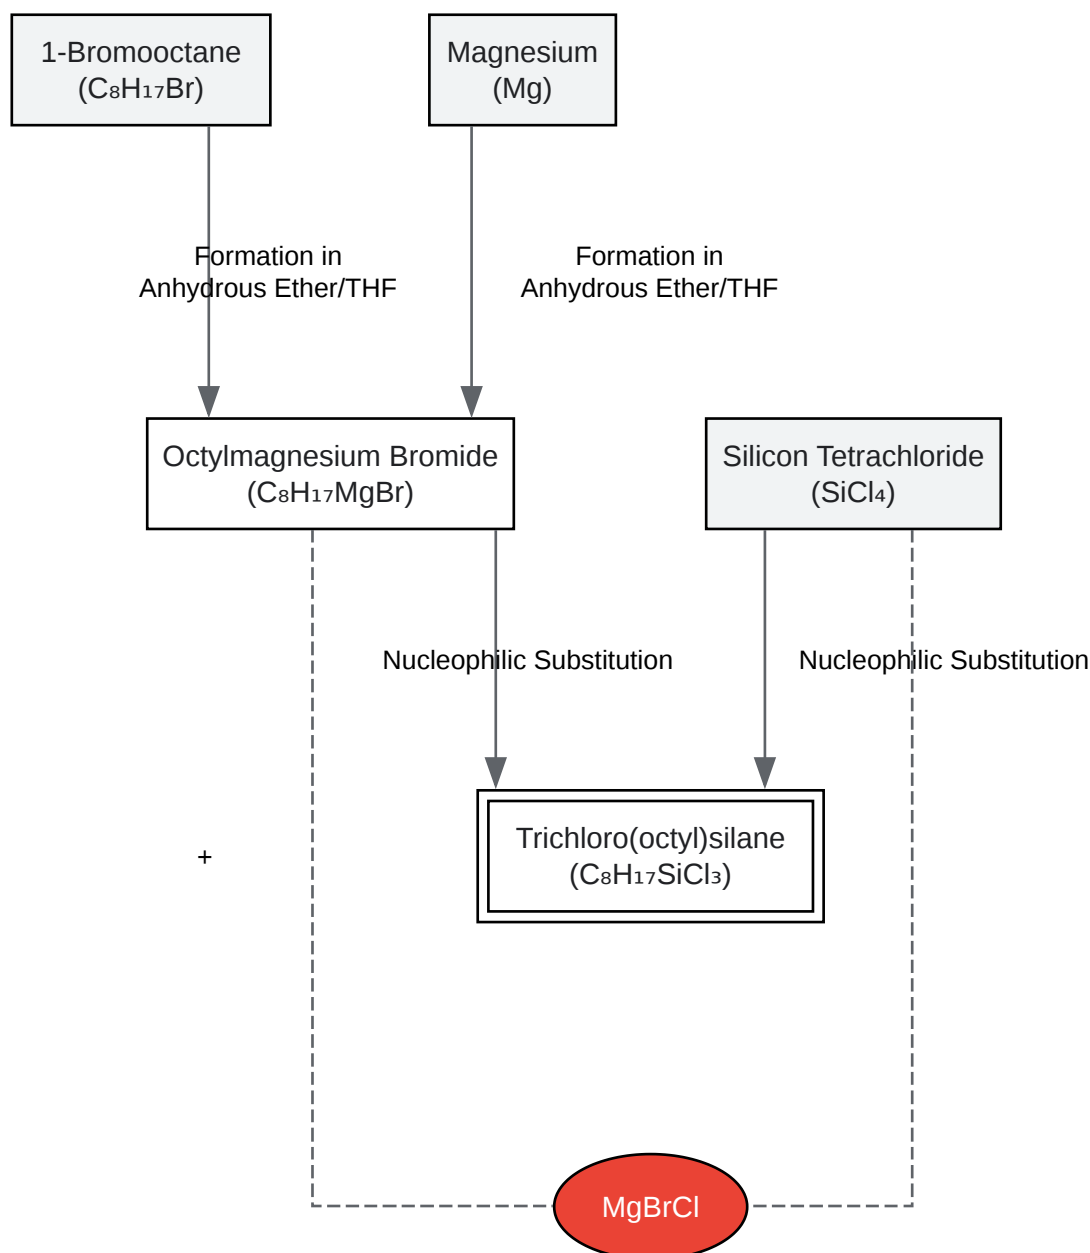 1-Bromooctane
(C₈H₁₇Br)
Magnesium
(Mg)
Formation in
Anhydrous Ether/THF
Formation in
Anhydrous Ether/THF
Octylmagnesium Bromide
(C₈H₁₇MgBr)
Silicon Tetrachloride
(SiCl₄)
Nucleophilic Substitution
Nucleophilic Substitution
Trichloro(octyl)silane
(C₈H₁₇SiCl₃)
+
MgBrCl